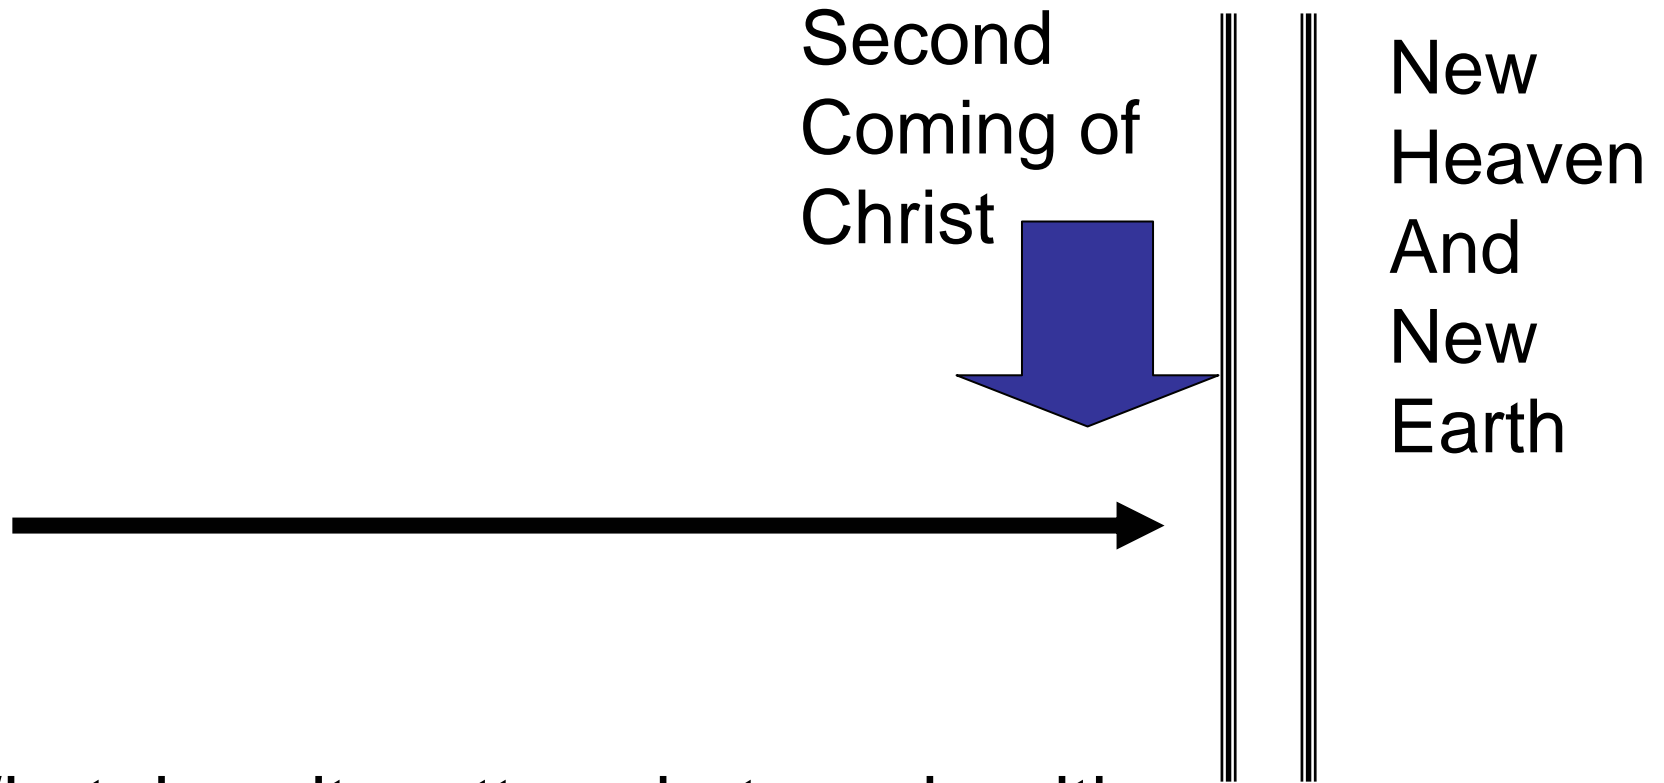 Second
Coming of
Christ
New
Heaven
And
New
Earth